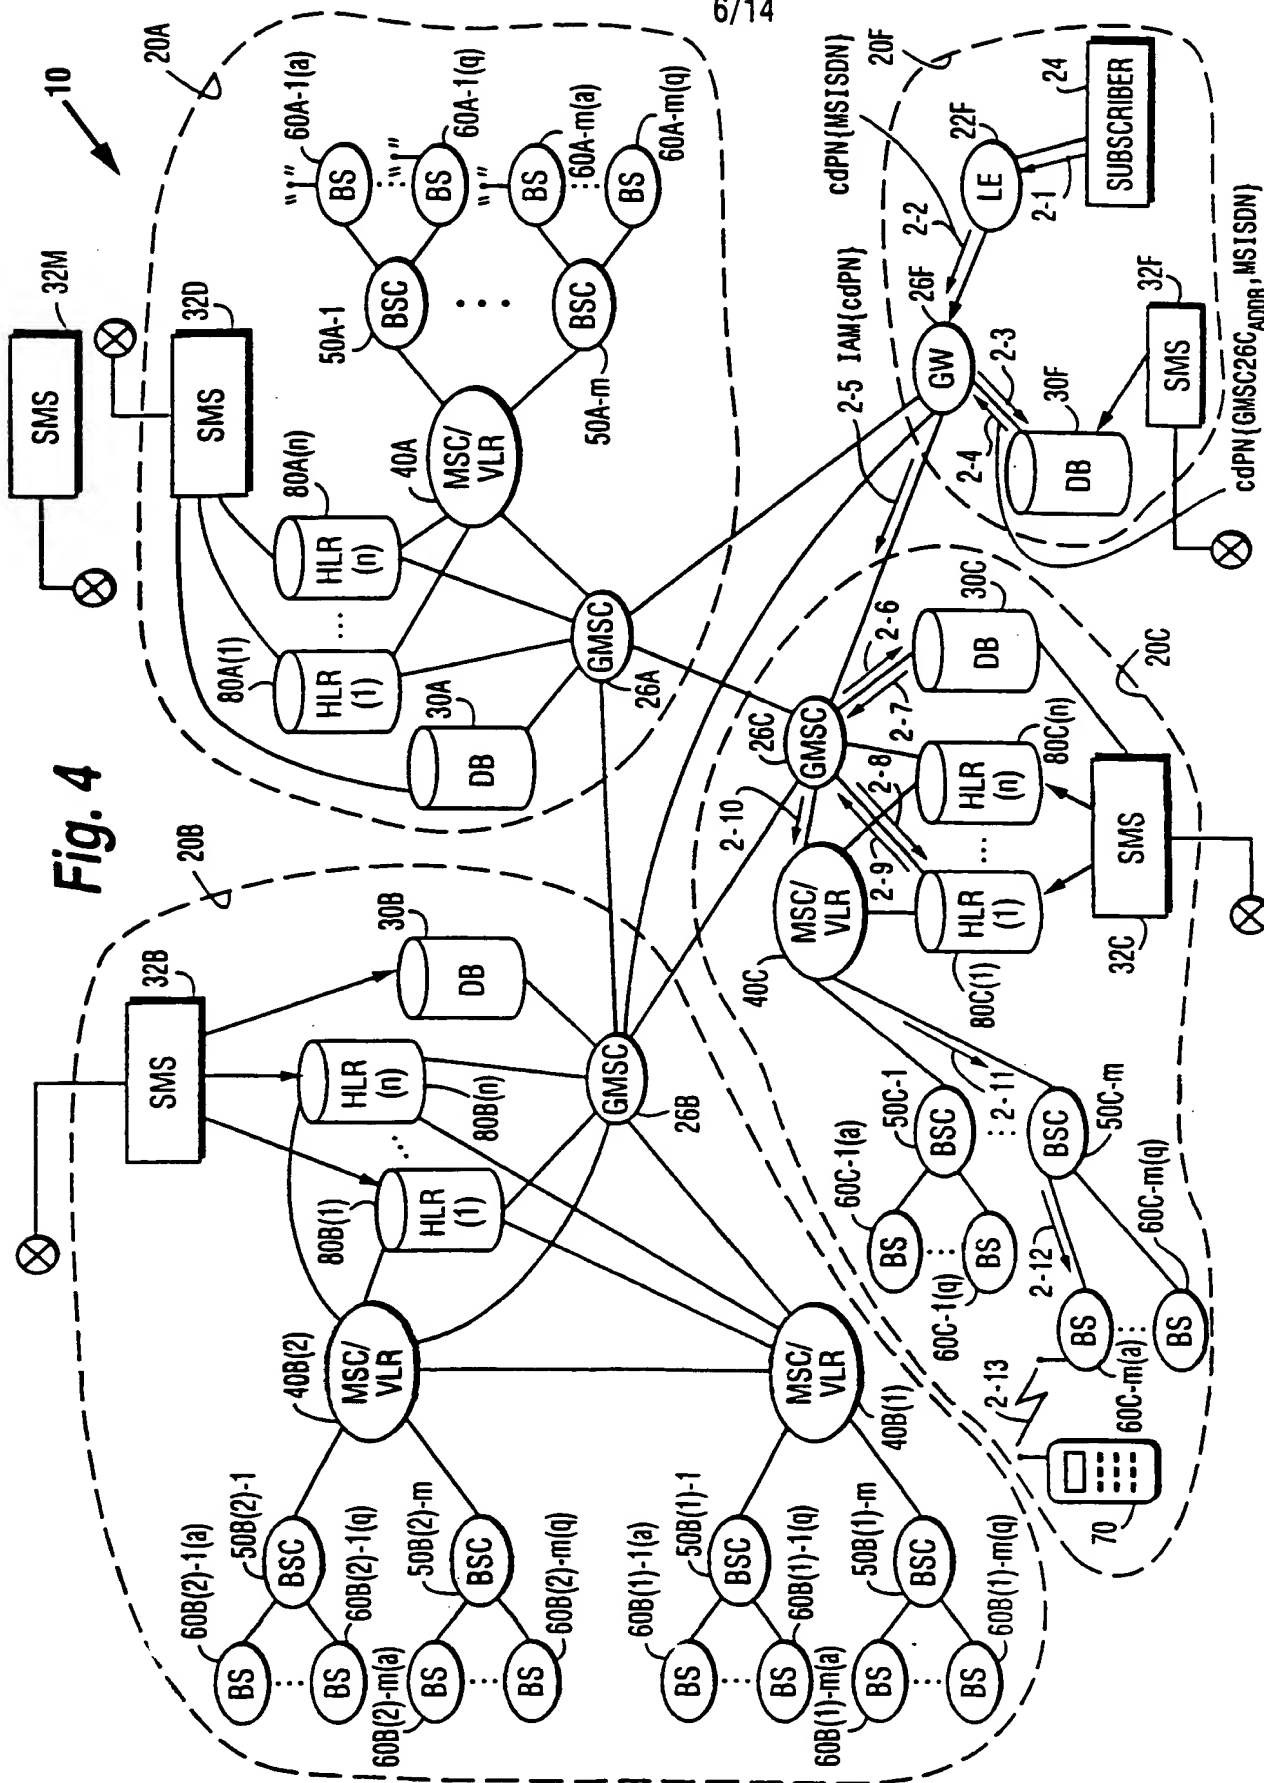 6/14
Fig. 4
10
SMS
32M
20A
SMS
32D
HLR
(n)
80A(n)
...
HLR
(1)
80A(1)
DB
30A
GMSC
26A
MSC/
VLR
40A
BSC
50A-1
BSC
50A-m
BS
60A-1(a)
BS
60A-1(q)
BS
60A-m(a)
BS
60A-m(q)
20B
SMS
32B
DB
30B
HLR
(n)
80B(n)
...
HLR
(1)
80B(1)
GMSC
26B
MSC/
VLR
40B(2)
MSC/
VLR
40B(1)
BSC
50B(2)-1
BSC
50B(2)-m
BS
60B(2)-1(a)
BS
60B(2)-1(q)
BS
60B(2)-m(a)
BS
60B(2)-m(q)
BSC
50B(1)-1
BSC
50B(1)-m
BS
60B(1)-1(a)
BS
60B(1)-1(q)
BS
60B(1)-m(a)
BS
60B(1)-m(q)
20F
cdPN{MSISDN}
22F
LE
24
SUBSCRIBER
2-1
2-2
26F
GW
2-3
2-4
30F
DB
32F
SMS
cdPN{GMSC26CADDR, MSISDN}
2-5 IAM{cdPN}
20C
26C
GMSC
2-6
2-7
30C
DB
2-8
2-9
2-10
HLR
(n)
80C(n)
...
HLR
(1)
80C(1)
SMS
32C
MSC/
VLR
40C
2-11
BSC
50C-1
BSC
50C-m
BS
60C-1(a)
BS
60C-1(q)
2-12
BS
60C-m(a)
BS
60C-m(q)
2-13
70